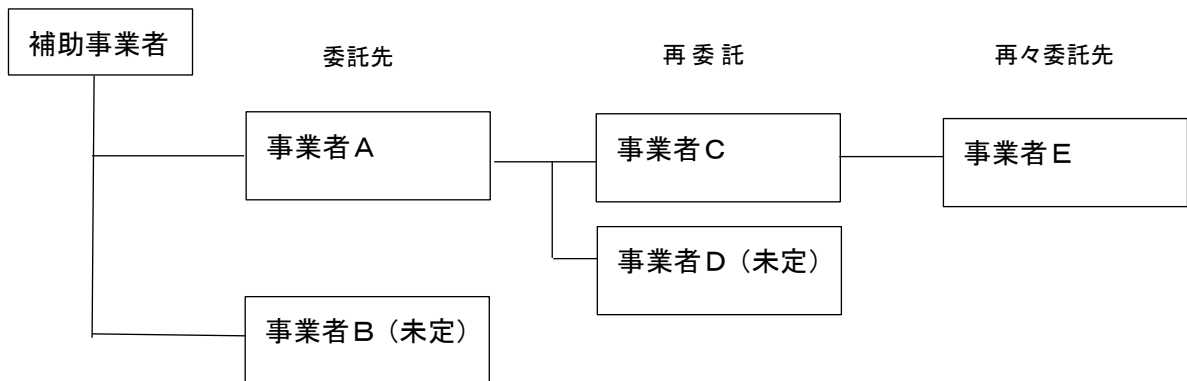 補助事業者
委託先
再委託
再々委託先
事業者A
事業者C
事業者E
事業者D（未定）
事業者B（未定）